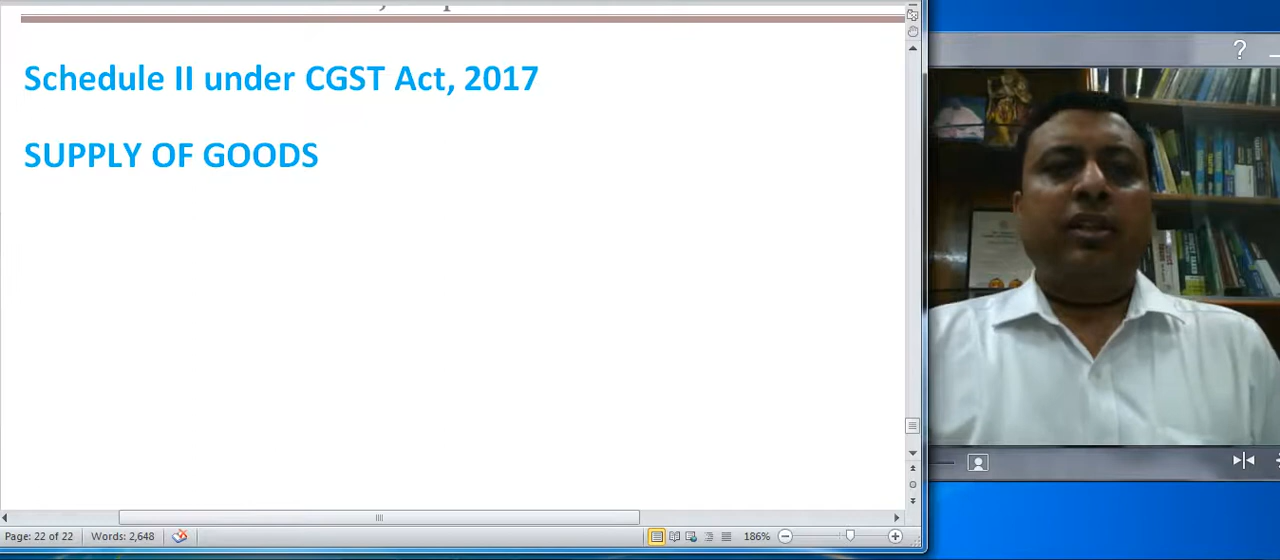 Schedule II under CGST Act, 2017
SUPPLY OF GOODS
Page: 22 of 22
Words: 2,648
186%
?